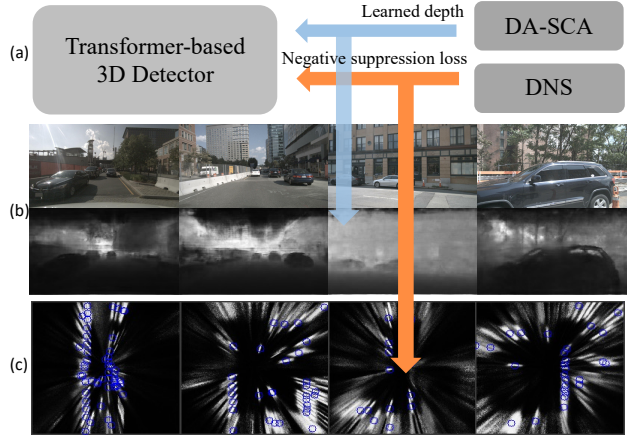 (a)
Transformer-based
3D Detector
Learned depth
Negative suppression loss
DA-SCA
DNS
(b)
(c)